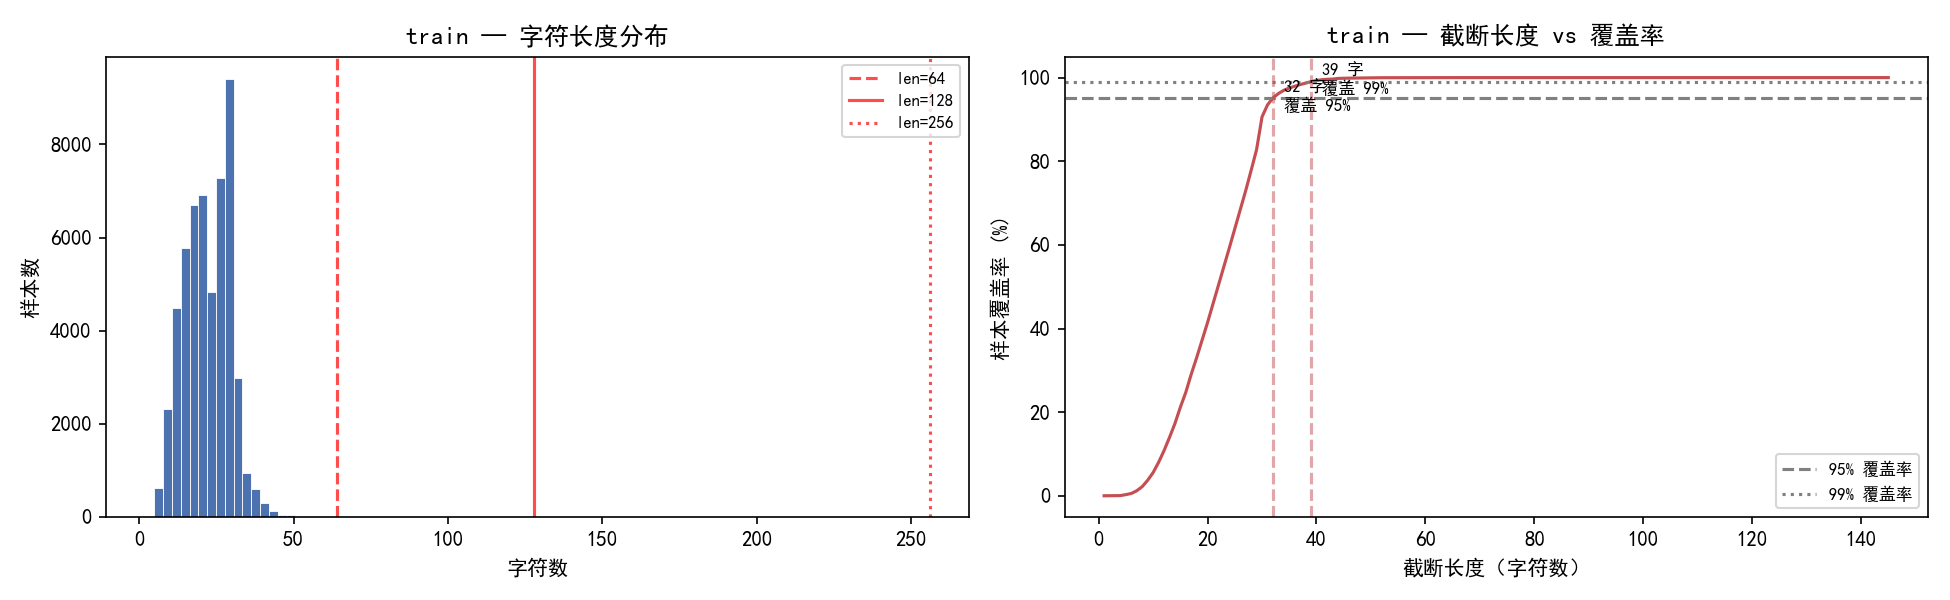 train — 字符长度分布
len=64
len=128
len=256
8000
6000
4000
2000
0
样本数
0 50 100 150 200 250
字符数
train — 截断长度 vs 覆盖率
39 字
覆盖 99%
32 字
覆盖 95%
100
80
60
40
20
0
样本覆盖率 (%)
95% 覆盖率
99% 覆盖率
0 20 40 60 80 100 120 140
截断长度（字符数）